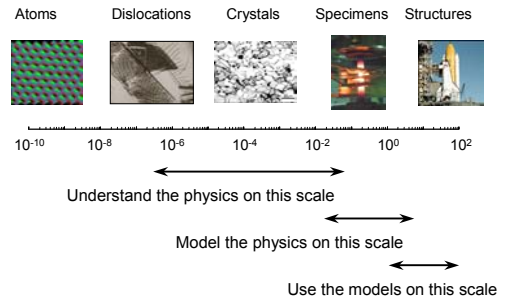 Atoms Dislocations Crystals Specimens Structures
10⁻¹⁰ 10⁻⁸ 10⁻⁶ 10⁻⁴ 10⁻² 10⁰ 10²
Understand the physics on this scale
Model the physics on this scale
Use the models on this scale